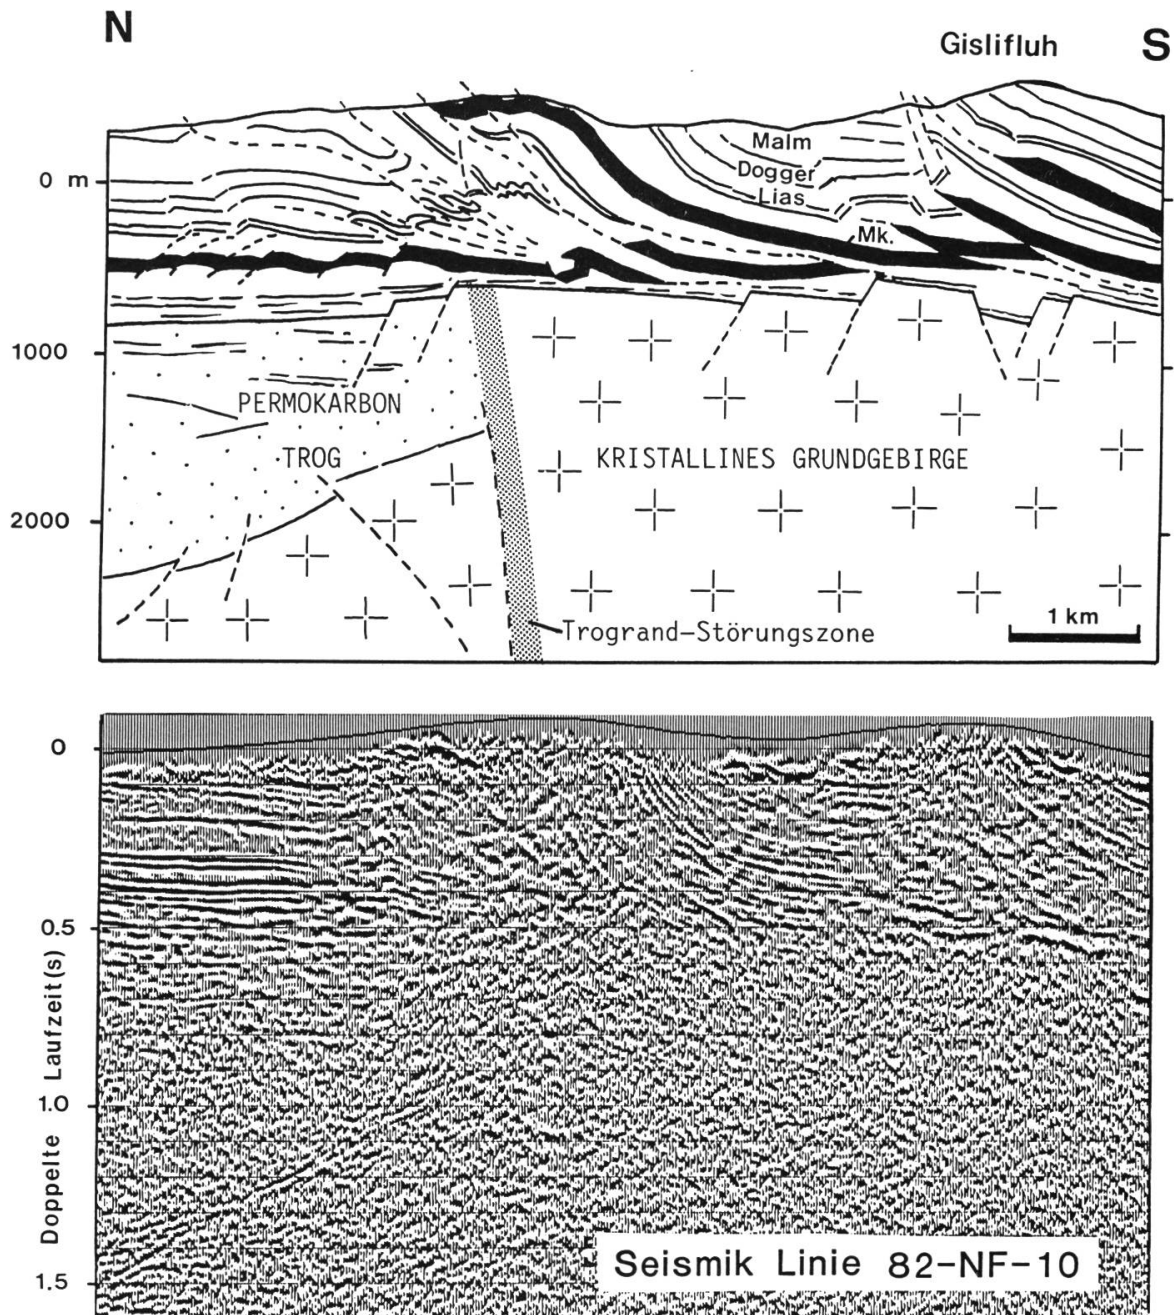 N
Gislifluh
S
Malm
Dogger
Lias
0 m
Mk.
1000
PERMOKARBON
TROG
KRISTALLINES GRUNDGEBIRGE
2000
1 km
Trogrand-Störungszone
0
0.5
Doppelte Laufzeit(s)
1.0
1.5
Seismik Linie 82-NF-10